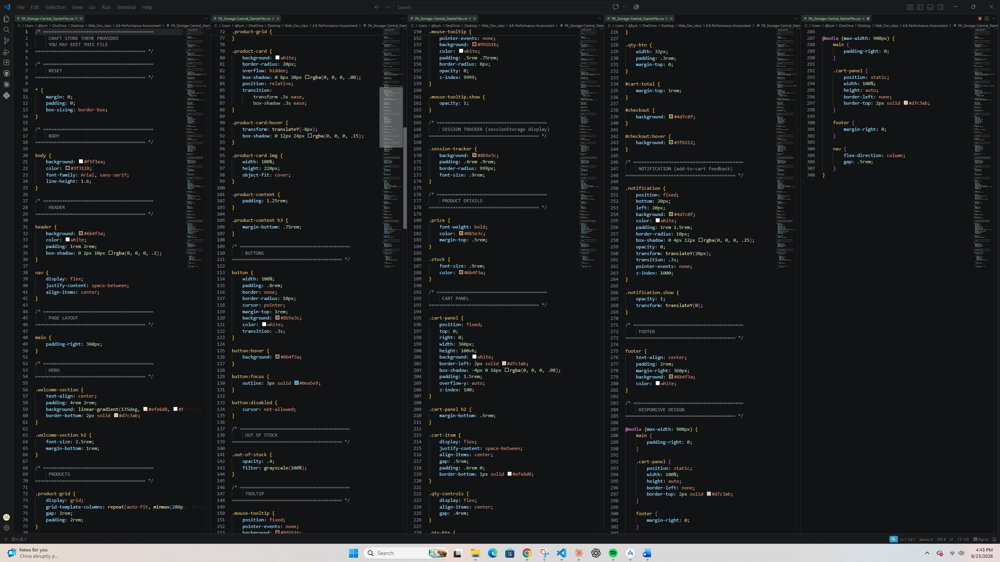 File Edit Selection View Go Run Terminal Help
Search
# PA_Storage-Central_StarterFile.css U
C: > Users > djhym > OneDrive > Desktop > Web_Dev_class > 4.6-Performance-Assessment > # PA_Storage-Central_Starte
1 /* =========================================
2 CRAFT STORE THEME PROVIDED
3 YOU MAY EDIT THIS FILE
4 ========================================= */
5
6 /* =========================================
7 RESET
8 ========================================= */
9
10 * {
11 margin: 0;
12 padding: 0;
13 box-sizing: border-box;
14 }
15
16 /* =========================================
17 BODY
18 ========================================= */
19
20 body {
21 background: #f5f1ea;
22 color: #3f3128;
23 font-family: Arial, sans-serif;
24 line-height: 1.6;
25 }
26
27 /* =========================================
28 HEADER
29 ========================================= */
30
31 header {
32 background: #6b4f3a;
33 color: white;
34 padding: 1rem 2rem;
35 box-shadow: 0 2px 10px rgba(0, 0, 0, .2);
36 }
37
38 nav {
39 display: flex;
40 justify-content: space-between;
41 align-items: center;
42 }
43
44 /* =========================================
45 PAGE LAYOUT
46 ========================================= */
47
48 main {
49 padding-right: 360px;
50 }
51
52 /* =========================================
53 HERO
54 ========================================= */
55
56 .welcome-section {
57 text-align: center;
58 padding: 4rem 2rem;
59 background: linear-gradient(135deg, #efe6d8, #f7f3ee);
60 border-bottom: 2px solid #d7c3ab;
61 }
62
63 .welcome-section h2 {
64 font-size: 2.5rem;
65 margin-bottom: 1rem;
66 }
67
68 /* =========================================
69 PRODUCTS
70 ========================================= */
71
72 .product-grid {
73 display: grid;
74 grid-template-columns: repeat(auto-fit, minmax(280px, 1fr));
75 gap: 2rem;
76 padding: 2rem;
77 }
78
# PA_Storage-Central_StarterFile.css U
C: > Users > djhym > OneDrive > Desktop > Web_Dev_class > 4.6-Performance-Assessment > # PA_Storage-Central_Starte
72 .product-grid {
77 }
78
79 .product-card {
80 background: white;
81 border-radius: 20px;
82 overflow: hidden;
83 box-shadow: 0 8px 20px rgba(0, 0, 0, .08);
84 position: relative;
85 transition:
86 transform .3s ease,
87 box-shadow .3s ease;
88 }
89
90 .product-card:hover {
91 transform: translateY(-8px);
92 box-shadow: 0 12px 24px rgba(0, 0, 0, .15);
93 }
94
95 .product-card img {
96 width: 100%;
97 height: 220px;
98 object-fit: cover;
99 }
100
101 .product-content {
102 padding: 1.25rem;
103 }
104
105 .product-content h3 {
106 margin-bottom: .75rem;
107 }
108
109 /* =========================================
110 BUTTONS
111 ========================================= */
112
113 button {
114 width: 100%;
115 padding: .8rem;
116 border: none;
117 border-radius: 10px;
118 cursor: pointer;
119 margin-top: 1rem;
120 background: #8b5e3c;
121 color: white;
122 transition: .3s;
123 }
124
125 button:hover {
126 background: #6b4f3a;
127 }
128
129 button:focus {
130 outline: 3px solid #0ea5e9;
131 }
132
133 button:disabled {
134 cursor: not-allowed;
135 }
136
137 /* =========================================
138 OUT OF STOCK
139 ========================================= */
140
141 .out-of-stock {
142 opacity: .4;
143 filter: grayscale(100%);
144 }
145
146 /* =========================================
147 TOOLTIP
148 ========================================= */
149
150 .mouse-tooltip {
151 position: fixed;
152 pointer-events: none;
153 background: #991b1b;
# PA_Storage-Central_StarterFile.css U
C: > Users > djhym > OneDrive > Desktop > Web_Dev_class > 4.6-Performance-Assessment > # PA_Storage-Central_Starte
150 .mouse-tooltip {
152 pointer-events: none;
153 background: #991b1b;
154 color: white;
155 padding: .5rem .75rem;
156 border-radius: 8px;
157 opacity: 0;
158 z-index: 9999;
159 }
160
161 .mouse-tooltip.show {
162 opacity: 1;
163 }
164
165 /* =========================================
166 SESSION TRACKER (sessionStorage display)
167 ========================================= */
168
169 .session-tracker {
170 background: #8b5e3c;
171 padding: .4rem .9rem;
172 border-radius: 999px;
173 font-size: .9rem;
174 }
175
176 /* =========================================
177 PRODUCT DETAILS
178 ========================================= */
179
180 .price {
181 font-weight: bold;
182 color: #8b5e3c;
183 margin-top: .5rem;
184 }
185
186 .stock {
187 font-size: .9rem;
188 color: #6b4f3a;
189 }
190
191 /* =========================================
192 CART PANEL
193 ========================================= */
194
195 .cart-panel {
196 position: fixed;
197 top: 0;
198 right: 0;
199 width: 360px;
200 height: 100vh;
201 background: white;
202 border-left: 2px solid #d7c3ab;
203 box-shadow: -4px 0 16px rgba(0, 0, 0, .08);
204 padding: 1.5rem;
205 overflow-y: auto;
206 z-index: 100;
207 }
208
209 .cart-panel h2 {
210 margin-bottom: .5rem;
211 }
212
213 .cart-item {
214 display: flex;
215 justify-content: space-between;
216 align-items: center;
217 gap: .5rem;
218 padding: .6rem 0;
219 border-bottom: 1px solid #efe6d8;
220 }
221
222 .qty-controls {
223 display: flex;
224 align-items: center;
225 gap: .4rem;
226 }
227
228 .qty-btn {
# PA_Storage-Central_StarterFile.css U
C: > Users > djhym > OneDrive > Desktop > Web_Dev_class > 4.6-Performance-Assessment > # PA_Storage-Central_Starte
226 }
227
228 .qty-btn {
229 width: 32px;
230 padding: .3rem;
231 margin-top: 0;
232 }
233
234 #cart-total {
235 margin-top: 1rem;
236 }
237
238 #checkout {
239 background: #4d7c0f;
240 }
241
242 #checkout:hover {
243 background: #3f6212;
244 }
245
246 /* =========================================
247 NOTIFICATION (add-to-cart feedback)
248 ========================================= */
249
250 .notification {
251 position: fixed;
252 bottom: 20px;
253 left: 20px;
254 background: #4d7c0f;
255 color: white;
256 padding: 1rem 1.5rem;
257 border-radius: 10px;
258 box-shadow: 0 4px 12px rgba(0, 0, 0, .25);
259 opacity: 0;
260 transform: translateY(20px);
261 transition: .3s;
262 pointer-events: none;
263 z-index: 1000;
264 }
265
266 .notification.show {
267 opacity: 1;
268 transform: translateY(0);
269 }
270
271 /* =========================================
272 FOOTER
273 ========================================= */
274
275 footer {
276 text-align: center;
277 padding: 2rem;
278 margin-right: 360px;
279 background: #6b4f3a;
280 color: white;
281 }
282
283 /* =========================================
284 RESPONSIVE DESIGN
285 ========================================= */
286
287 @media (max-width: 900px) {
288 main {
289 padding-right: 0;
290 }
291
292 .cart-panel {
293 position: static;
294 width: 100%;
295 height: auto;
296 border-left: none;
297 border-top: 2px solid #d7c3ab;
298 }
299
300 footer {
301 margin-right: 0;
302 }
303
# PA_Storage-Central_StarterFile.css U
C: > Users > djhym > OneDrive > Desktop > Web_Dev_class > 4.6-Performance-Assessment > # PA_Storage-Central_Starte
286
287 @media (max-width: 900px) {
288 main {
289 padding-right: 0;
290 }
291
292 .cart-panel {
293 position: static;
294 width: 100%;
295 height: auto;
296 border-left: none;
297 border-top: 2px solid #d7c3ab;
298 }
299
300 footer {
301 margin-right: 0;
302 }
303
304 nav {
305 flex-direction: column;
306 gap: .5rem;
307 }
308 }
0 0 Ln 1, Col 1 Spaces: 4 UTF-8 LF {} CSS Sign In
News for you
China abruptly p...
Search
4:43 PM
8/23/2026